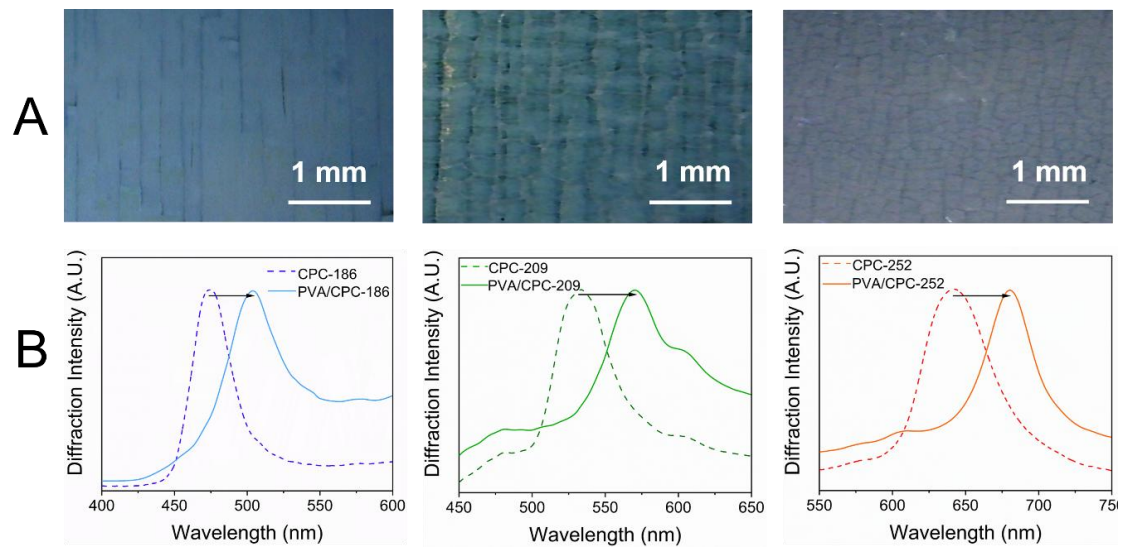 A
1 mm
1 mm
1 mm
B
Diffraction Intensity (A.U.)
CPC-186
PVA/CPC-186
400 450 500 550 600
Wavelength (nm)
Diffraction Intensity (A.U.)
CPC-209
PVA/CPC-209
450 500 550 600 650
Wavelength (nm)
Diffraction Intensity (A.U.)
CPC-252
PVA/CPC-252
550 600 650 700 750
Wavelength (nm)